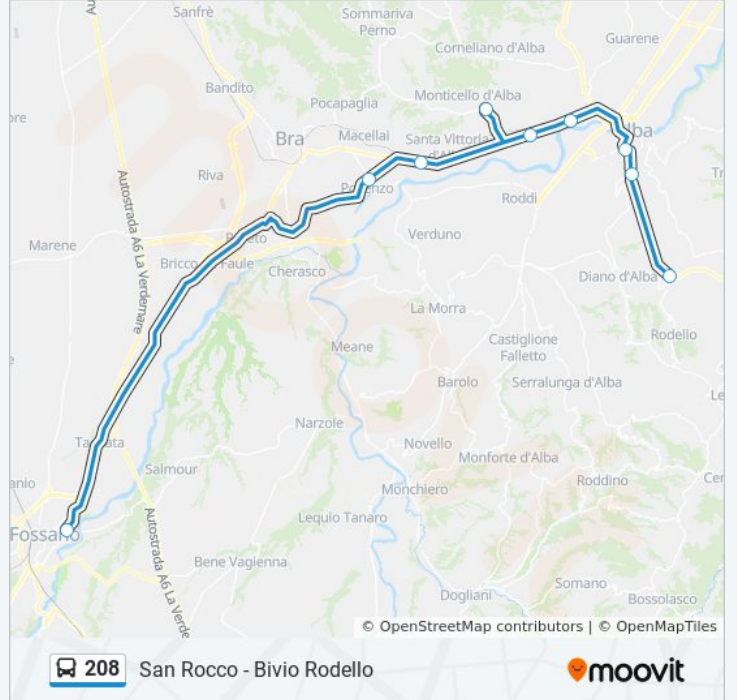 Sanfrè
Sommariva
Perno
Guarene
Corneliano d'Alba
Bandito
Monticello d'Alba
Pocapaglia
Bra
Macellai
Santa Vittoria
Riva
Roddi
Marene
Autostrada A6 La Verdemare
Verduno
Bricco
Faule
Cherasco
Diano d'Alba
La Morra
Rodello
Meane
Castiglione
Falletto
Barolo
Serralunga d'Alba
Narzole
Novello
Monforte d'Alba
Salmour
Roddino
Monchiero
Lequio Tanaro
Fossano
Autostrada A6 La Verde
Bene Vaglienna
Somano
Dogliani
Bossolasco
© OpenStreetMap contributors | © OpenMapTiles
208 San Rocco - Bivio Rodello
moovit